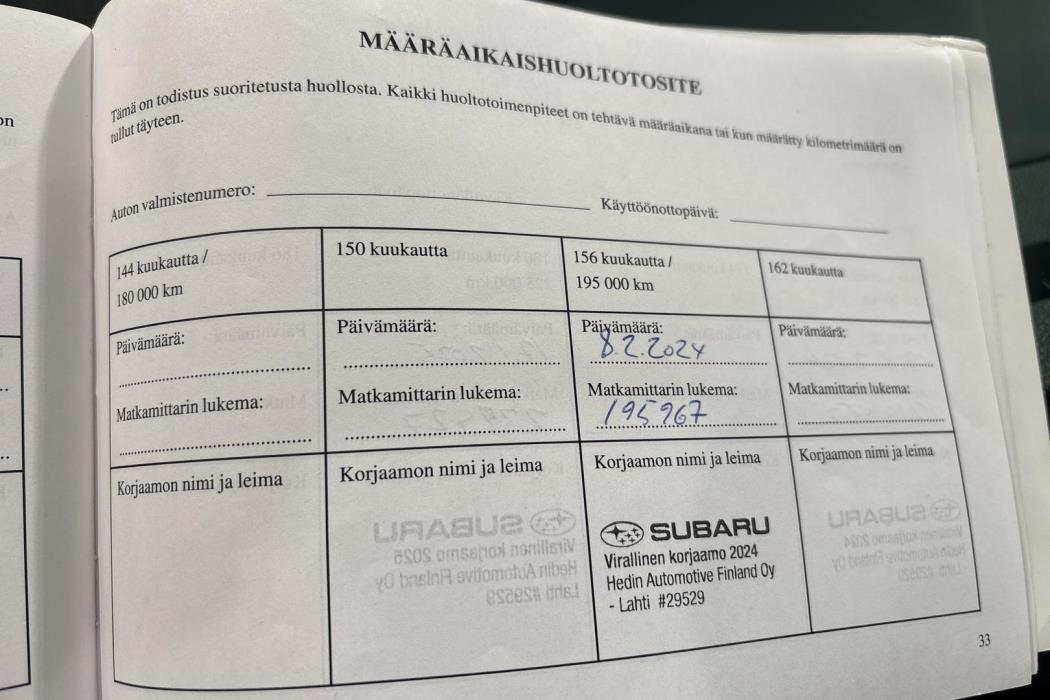 MÄÄRÄAIKAISHUOLTOTOSITE
Tämä on todistus suoritetusta huollosta. Kaikki huoltotoimenpiteet on tehtävä määräaikana tai kun määrätty kilometrimäärä on
tullut täyteen.
Auton valmistenumero: Käyttöönottopäivä:
144 kuukautta /
180 000 km
Päivämäärä:
Matkamittarin lukema:
Korjaamon nimi ja leima
150 kuukautta
Päivämäärä:
Matkamittarin lukema:
Korjaamon nimi ja leima
156 kuukautta /
195 000 km
Päivämäärä:
8.2.2024
Matkamittarin lukema:
195 967
Korjaamon nimi ja leima
SUBARU
Virallinen korjaamo 2024
Hedin Automotive Finland Oy
- Lahti #29529
162 kuukautta
Päivämäärä:
Matkamittarin lukema:
Korjaamon nimi ja leima
33